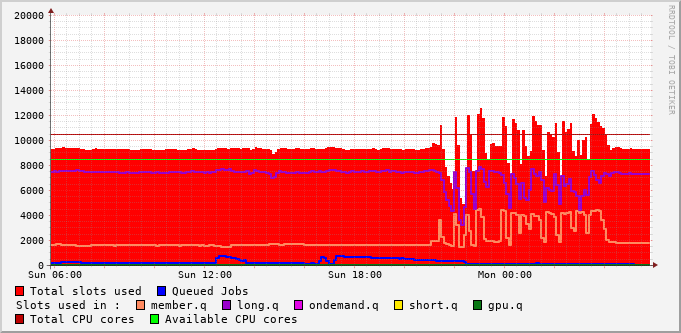 20000
18000
16000
14000
12000
10000
8000
6000
4000
2000
0
Sun 06:00 Sun 12:00 Sun 18:00 Mon 00:00
RRDTOOL / TOBI OETIKER
Total slots used Queued Jobs
Slots used in : member.q long.q ondemand.q short.q gpu.q
Total CPU cores Available CPU cores